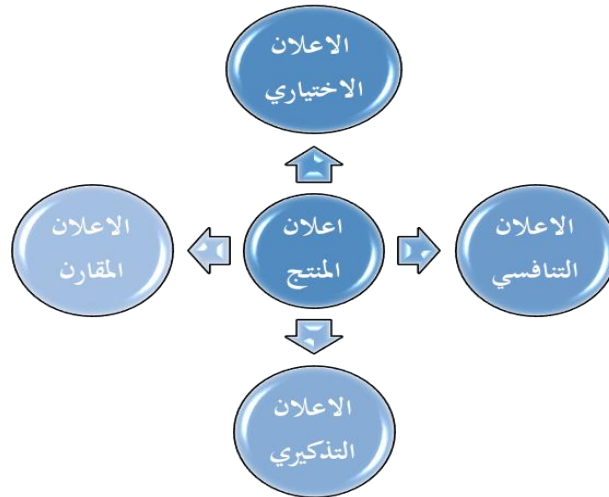 الاعلان
الاختياري
الاعلان
المقارن
اعلان
المنتج
الاعلان
التنافسي
الاعلان
التذكيري